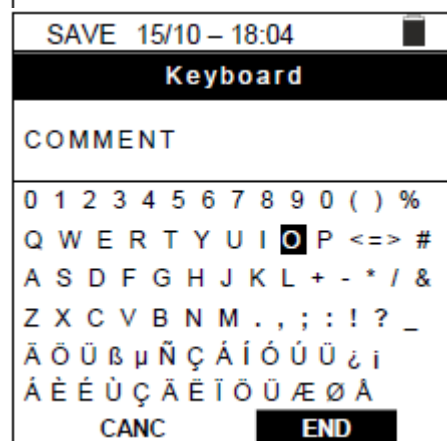 SAVE 15/10 – 18:04
Keyboard
COMMENT
0 1 2 3 4 5 6 7 8 9 0 ( ) %
Q W E R T Y U I O P < = > #
A S D F G H J K L + - * / &
Z X C V B N M . , ; : ! ? _
Ä Ö Ü ß µ Ñ Ç Á Í Ó Ú Ü ¿ ¡
Á È É Ù Ç Ä Ë Ï Ö Ü Æ Ø Å
CANC END